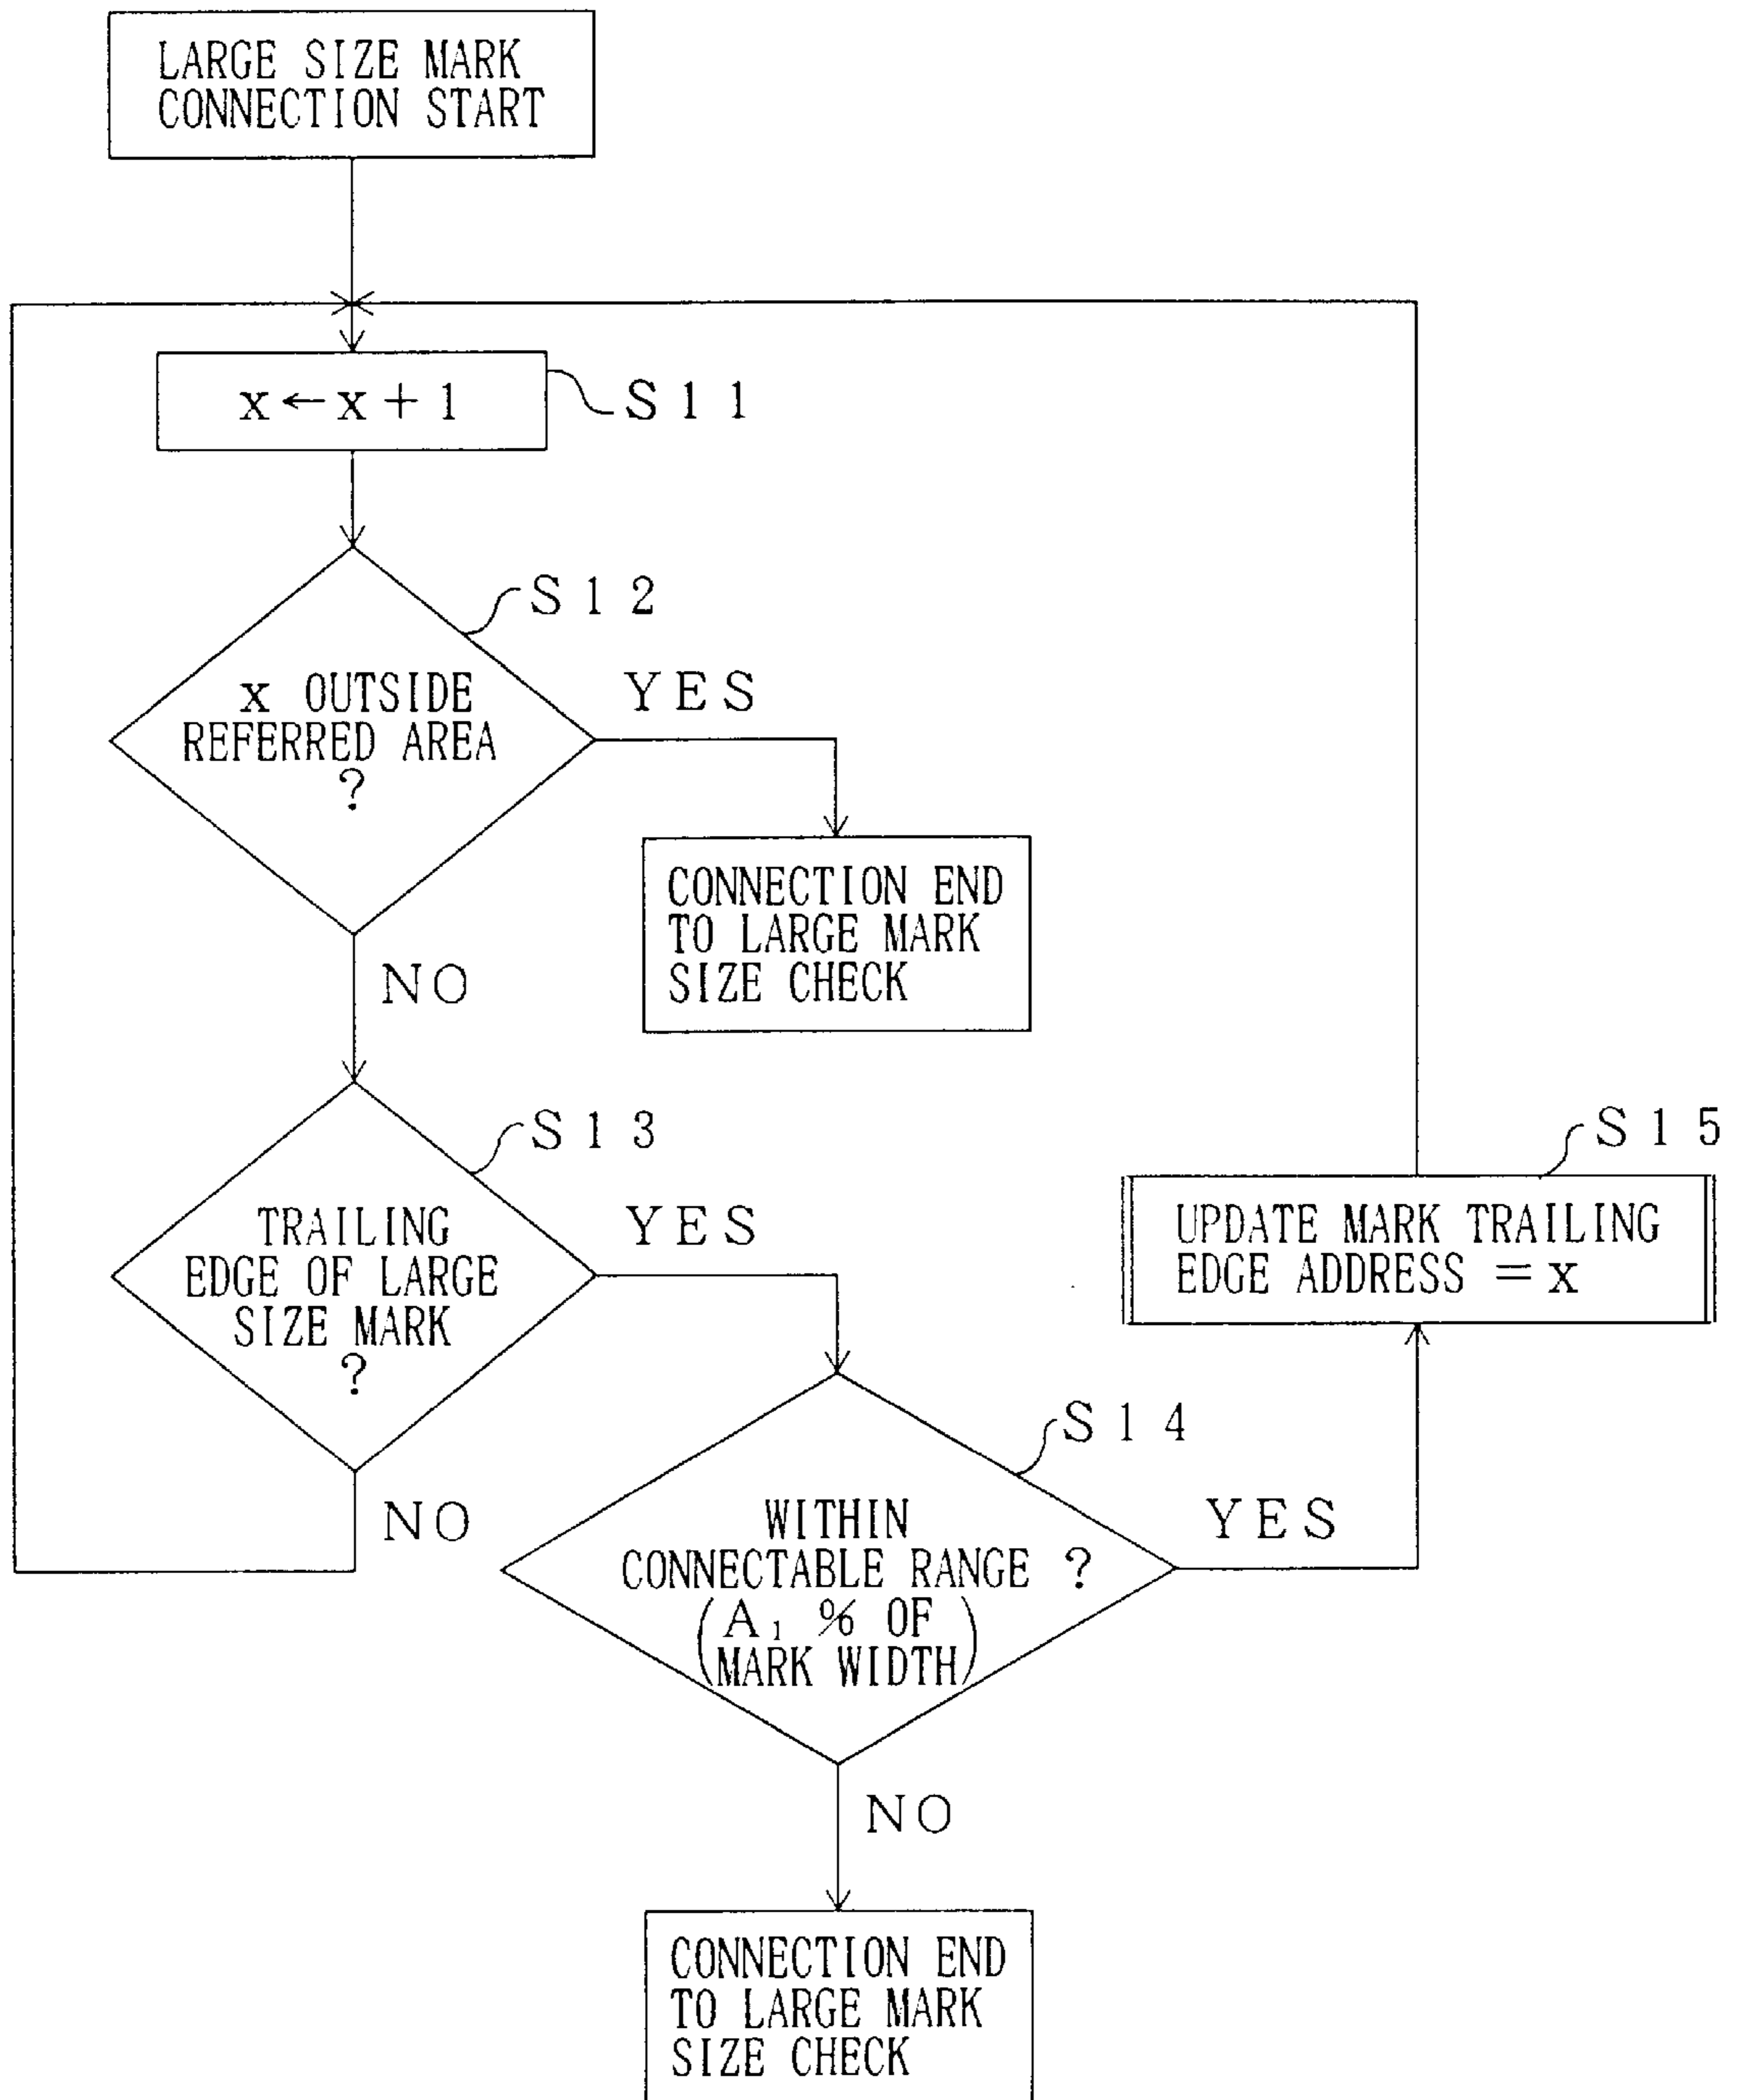 LARGE SIZE MARK
CONNECTION START
x←x+1
S11
S12
x OUTSIDE
REFERRED AREA
?
YES
CONNECTION END
TO LARGE MARK
SIZE CHECK
NO
S13
TRAILING
EDGE OF LARGE
SIZE MARK
?
YES
S15
UPDATE MARK TRAILING
EDGE ADDRESS = x
NO
S14
WITHIN
CONNECTABLE RANGE ?
(A₁ % OF
MARK WIDTH)
YES
NO
CONNECTION END
TO LARGE MARK
SIZE CHECK